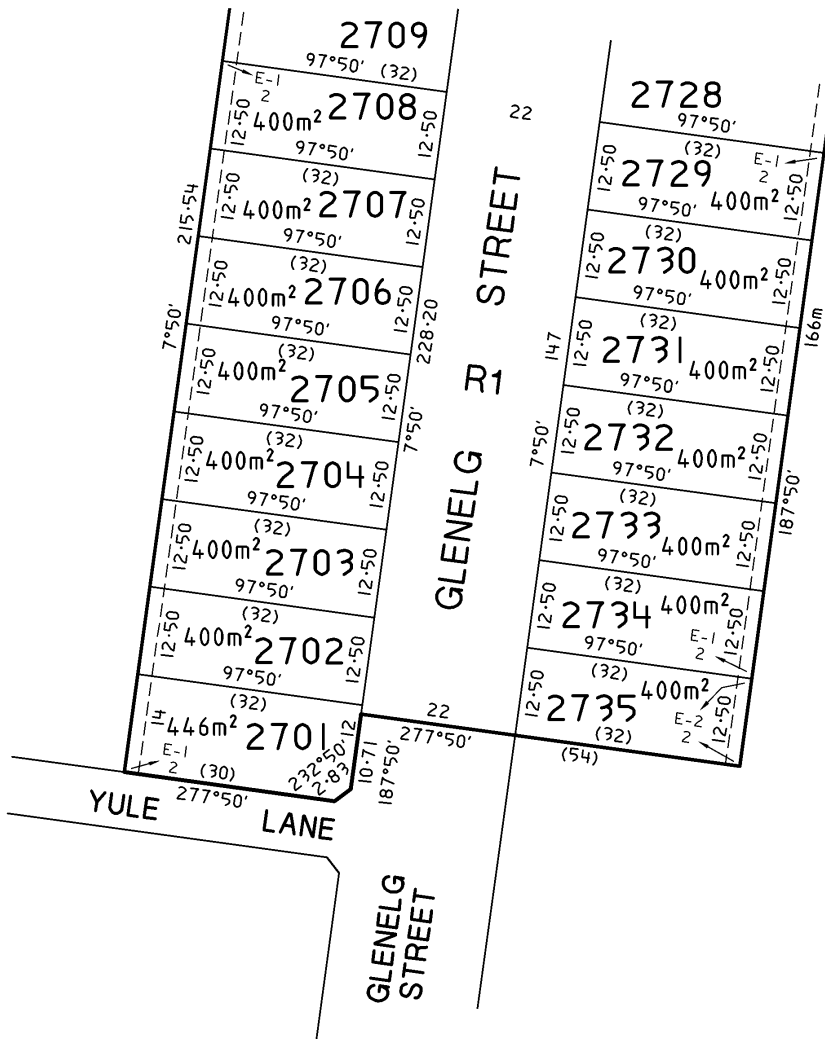 2709
97°50' (32)
E-1
2
12·50 400m² 2708 12·50
97°50'
(32)
12·50 400m² 2707 12·50
97°50'
(32)
12·50 400m² 2706 12·50
97°50'
(32)
12·50 400m² 2705 12·50
97°50'
(32)
12·50 400m² 2704 12·50
97°50'
(32)
12·50 400m² 2703 12·50
97°50'
(32)
12·50 400m² 2702 12·50
97°50'
(32)
14 446m² 2701 12
E-1
2
(30)
232°50'
2·83
277°50'
10·71
187°50'
215·54
7°50'
228·20
7°50'
22
GLENELG STREET
R1
147
7°50'
2728
97°50'
(32)
E-1
2
12·50 2729 400m² 12·50
97°50'
(32)
12·50 2730 400m² 12·50
97°50'
(32)
12·50 2731 400m² 12·50
97°50'
(32)
12·50 2732 400m² 12·50
97°50'
(32)
12·50 2733 400m² 12·50
97°50'
(32)
12·50 2734 400m² 12·50
E-1
2
97°50'
(32)
12·50 2735 400m² 12·50
E-2
2
(32)
166m
187°50'
22
277°50'
(54)
YULE LANE
GLENELG
STREET